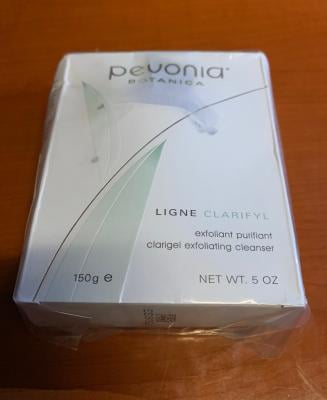 pevonia®
BOTANICA
LIGNE CLARIFYL
exfoliant purifiant
clarigel exfoliating cleanser
150g e NET WT. 5 OZ